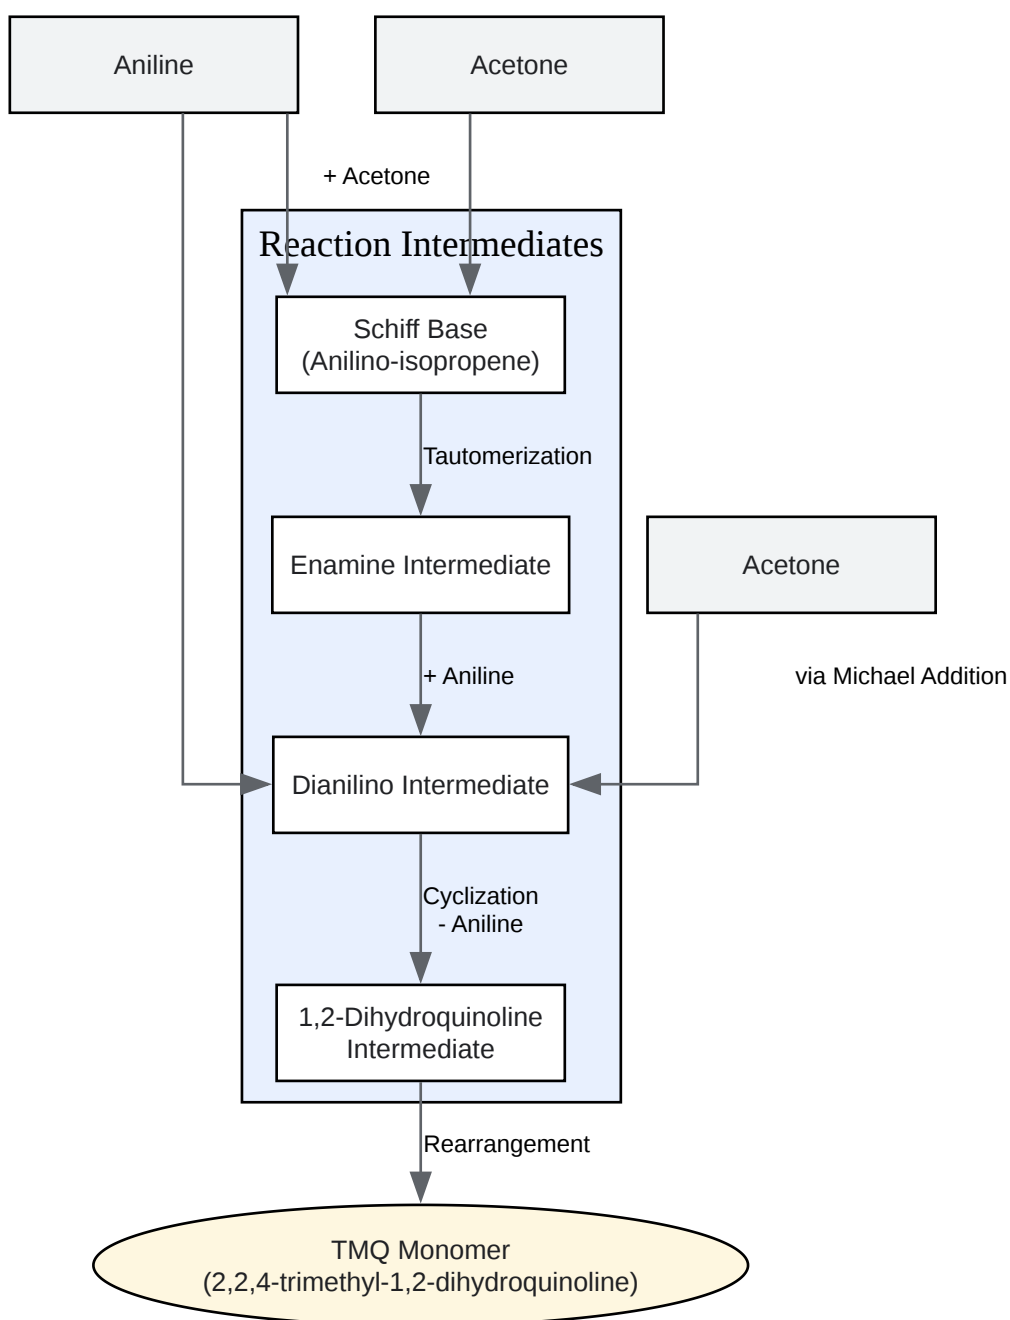 Aniline
Acetone
+ Acetone
Reaction Intermediates
Schiff Base
(Anilino-isopropene)
Tautomerization
Enamine Intermediate
Acetone
+ Aniline
via Michael Addition
Dianilino Intermediate
Cyclization
- Aniline
1,2-Dihydroquinoline
Intermediate
Rearrangement
TMQ Monomer
(2,2,4-trimethyl-1,2-dihydroquinoline)